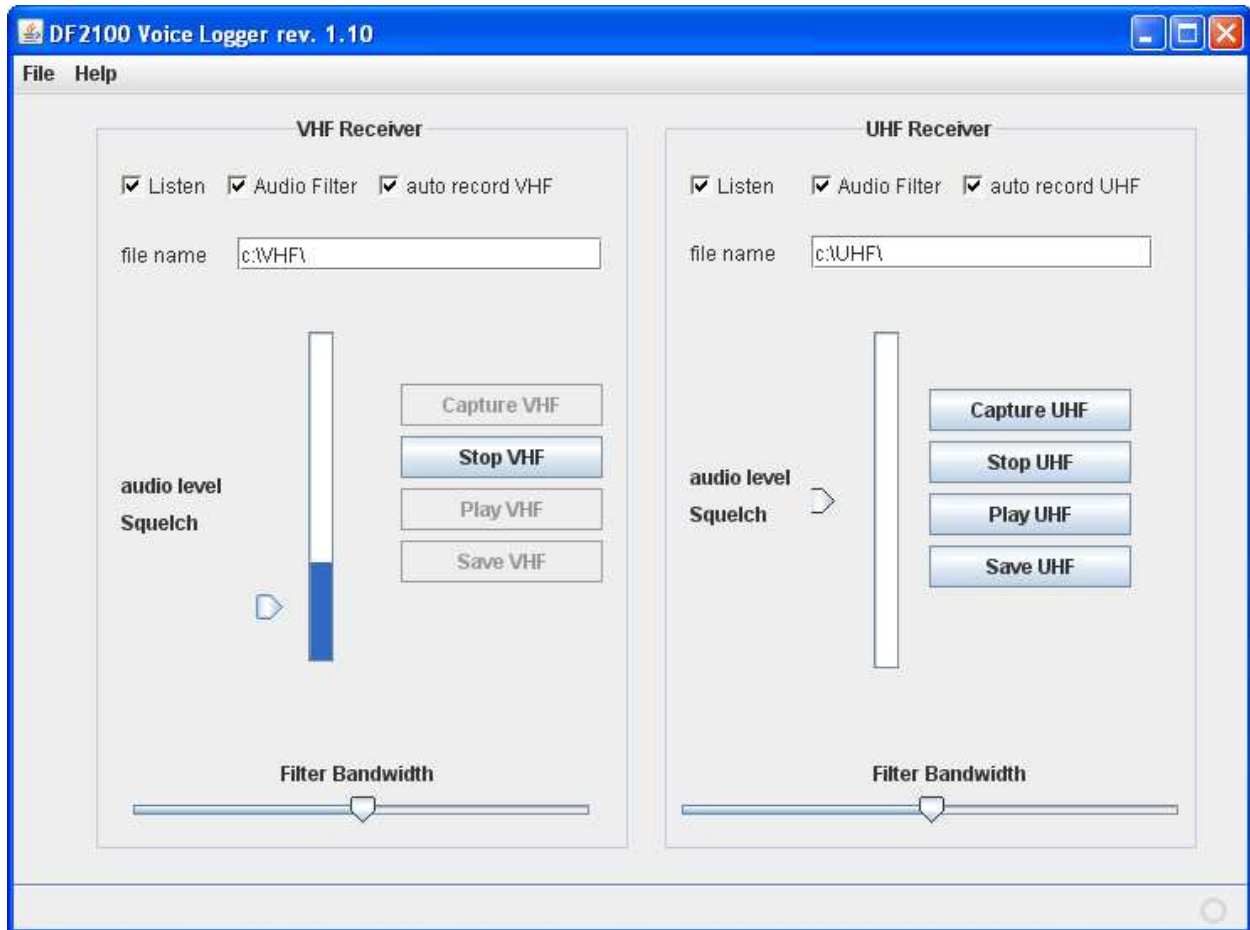 DF2100 Voice Logger rev. 1.10
File Help
VHF Receiver
Listen Audio Filter auto record VHF
file name c:\VHF\
Capture VHF
Stop VHF
audio level
Play VHF
Squelch
Save VHF
Filter Bandwidth
UHF Receiver
Listen Audio Filter auto record UHF
file name c:\UHF\
Capture UHF
Stop UHF
audio level
Play UHF
Squelch
Save UHF
Filter Bandwidth